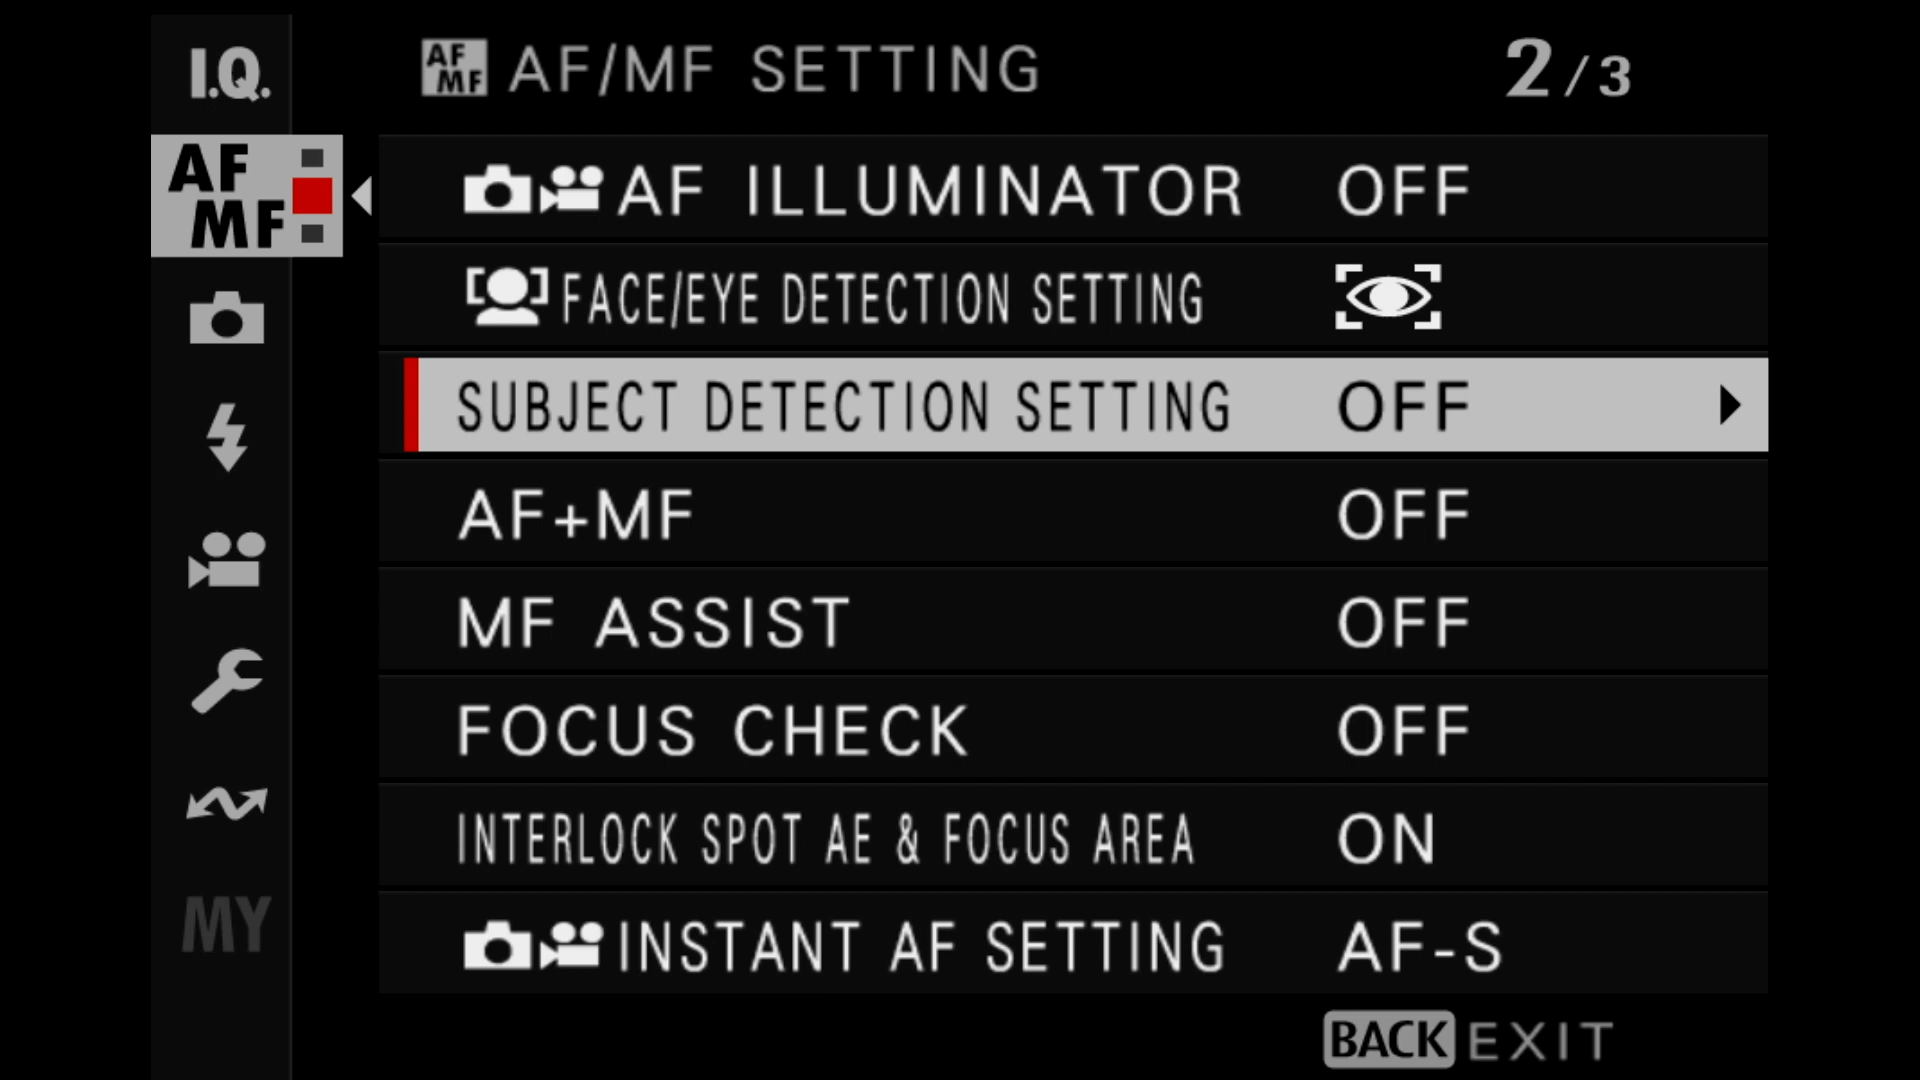 I.Q.
AF
MF
MY
AF
MF AF/MF SETTING 2/3
AF ILLUMINATOR OFF
FACE/EYE DETECTION SETTING
SUBJECT DETECTION SETTING OFF
AF+MF OFF
MF ASSIST OFF
FOCUS CHECK OFF
INTERLOCK SPOT AE & FOCUS AREA ON
INSTANT AF SETTING AF-S
BACK EXIT